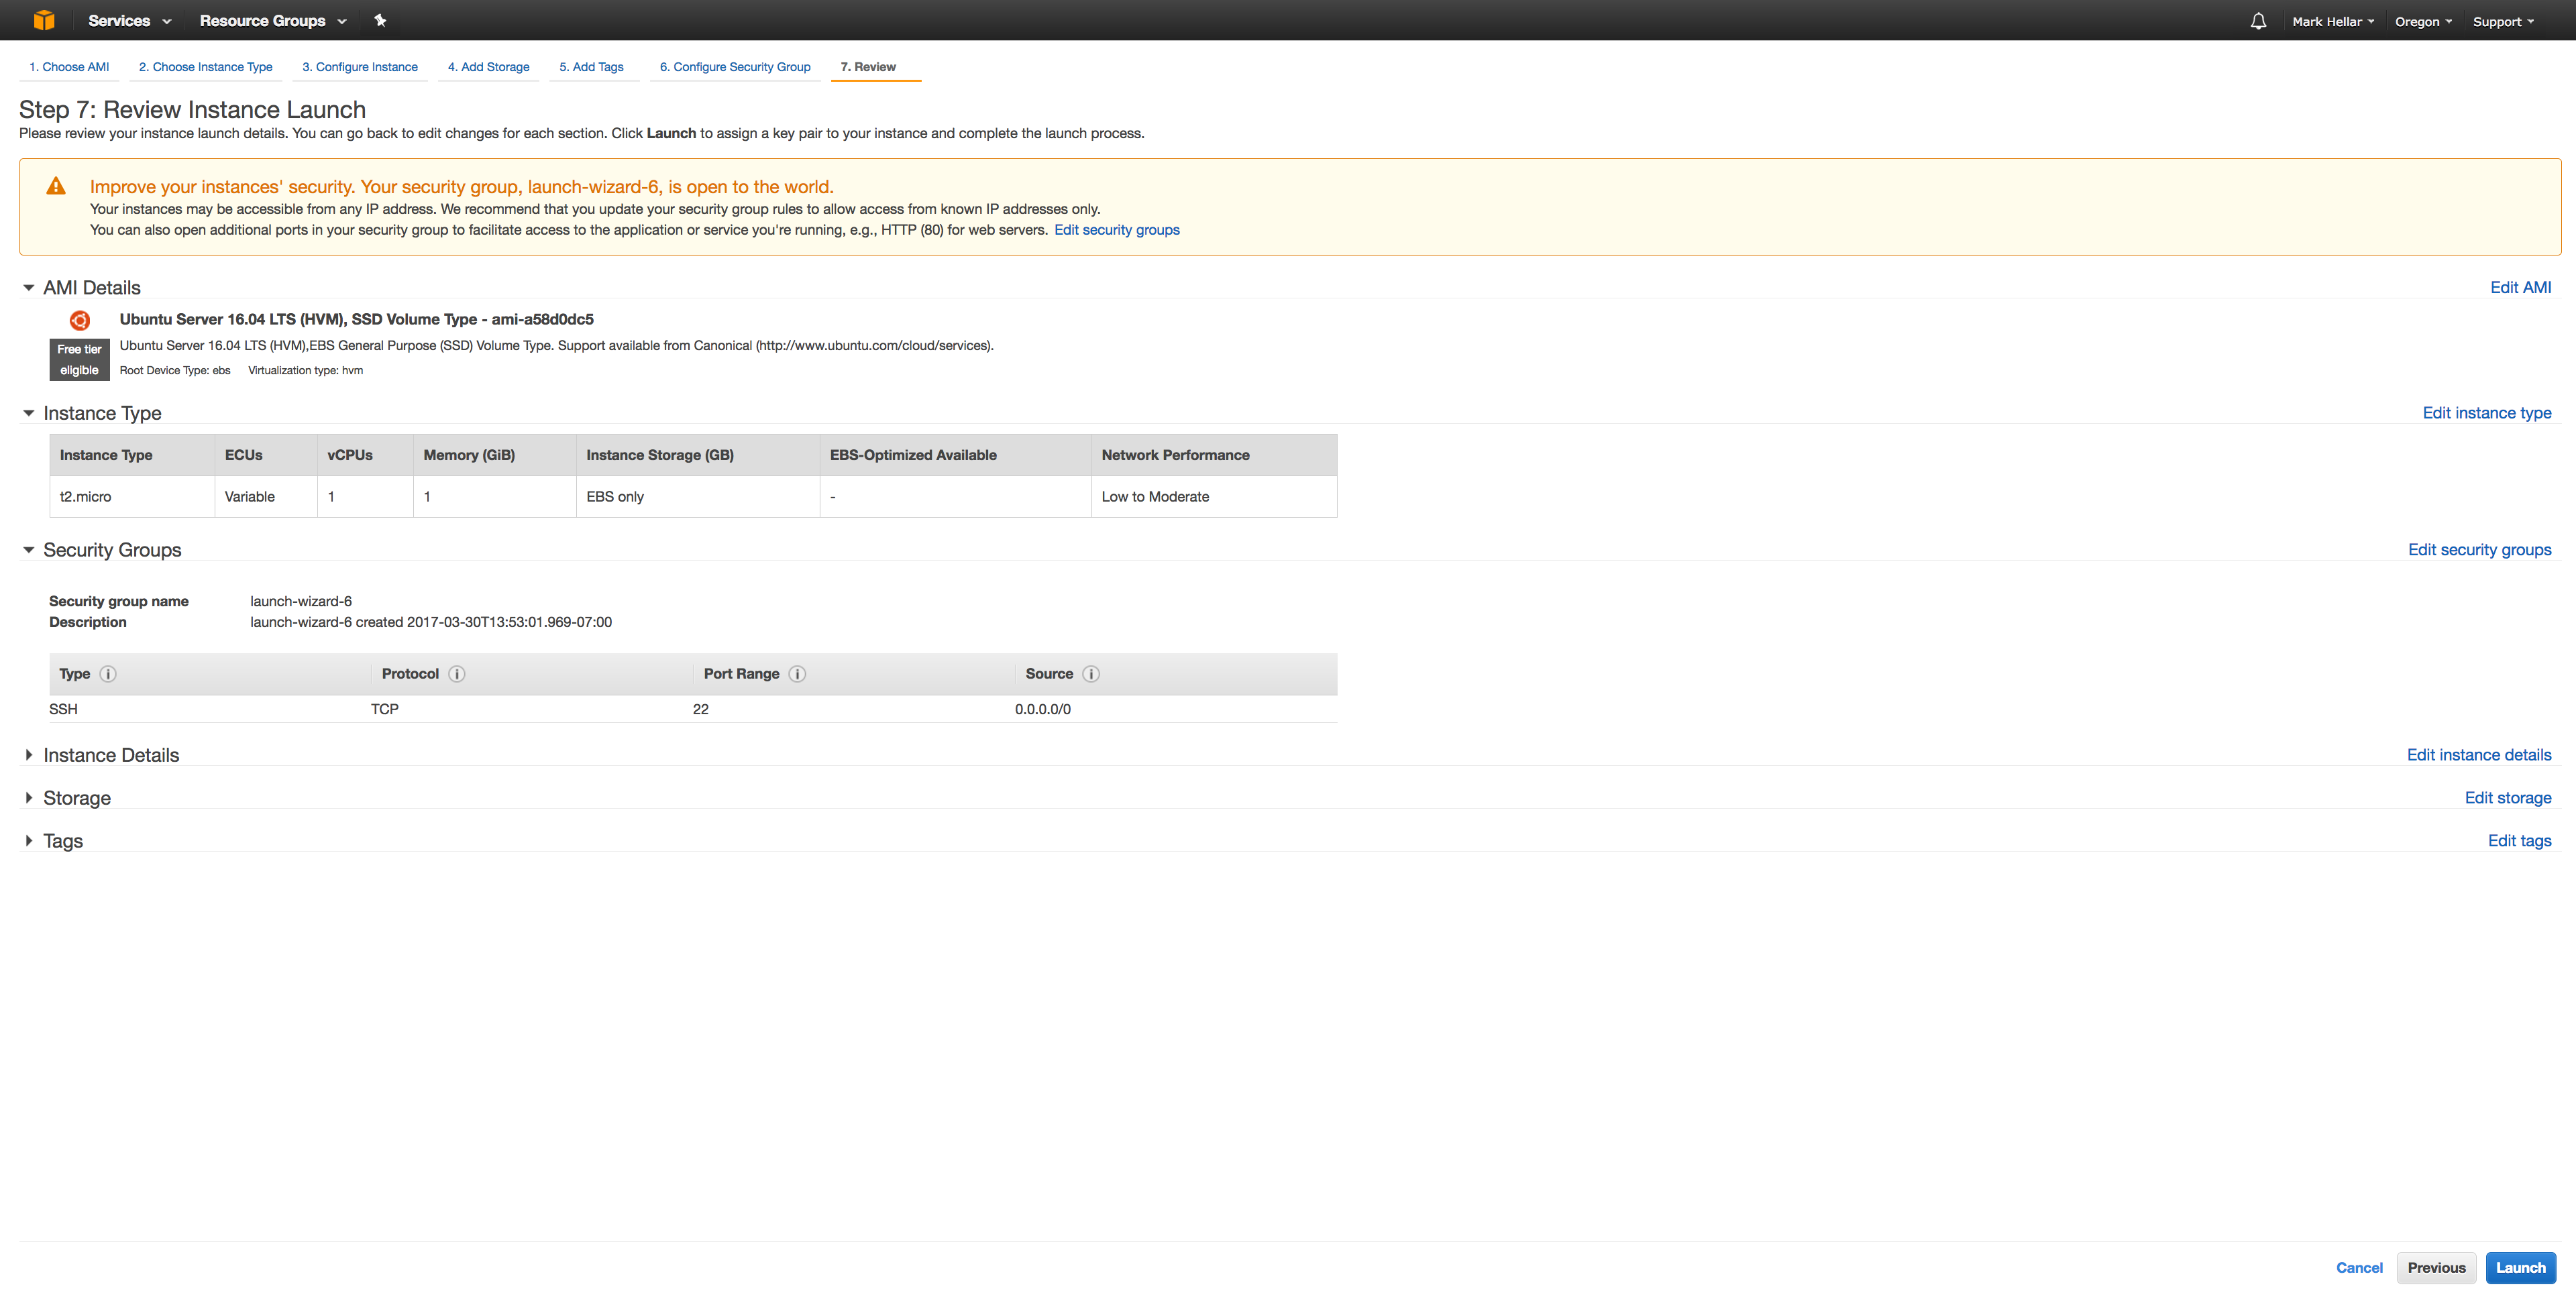 Services Resource Groups Mark Hellar Oregon Support
1. Choose AMI 2. Choose Instance Type 3. Configure Instance 4. Add Storage 5. Add Tags 6. Configure Security Group 7. Review
Step 7: Review Instance Launch
Please review your instance launch details. You can go back to edit changes for each section. Click Launch to assign a key pair to your instance and complete the launch process.
Improve your instances' security. Your security group, launch-wizard-6, is open to the world.
Your instances may be accessible from any IP address. We recommend that you update your security group rules to allow access from known IP addresses only.
You can also open additional ports in your security group to facilitate access to the application or service you're running, e.g., HTTP (80) for web servers. Edit security groups
AMI Details Edit AMI
Ubuntu Server 16.04 LTS (HVM), SSD Volume Type - ami-a58d0dc5
Free tier
eligible
Ubuntu Server 16.04 LTS (HVM),EBS General Purpose (SSD) Volume Type. Support available from Canonical (http://www.ubuntu.com/cloud/services).
Root Device Type: ebs Virtualization type: hvm
Instance Type Edit instance type
Instance Type ECUs vCPUs Memory (GiB) Instance Storage (GB) EBS-Optimized Available Network Performance
t2.micro Variable 1 1 EBS only - Low to Moderate
Security Groups Edit security groups
Security group name launch-wizard-6
Description launch-wizard-6 created 2017-03-30T13:53:01.969-07:00
Type i Protocol i Port Range i Source i
SSH TCP 22 0.0.0.0/0
Instance Details Edit instance details
Storage Edit storage
Tags Edit tags
Cancel Previous Launch